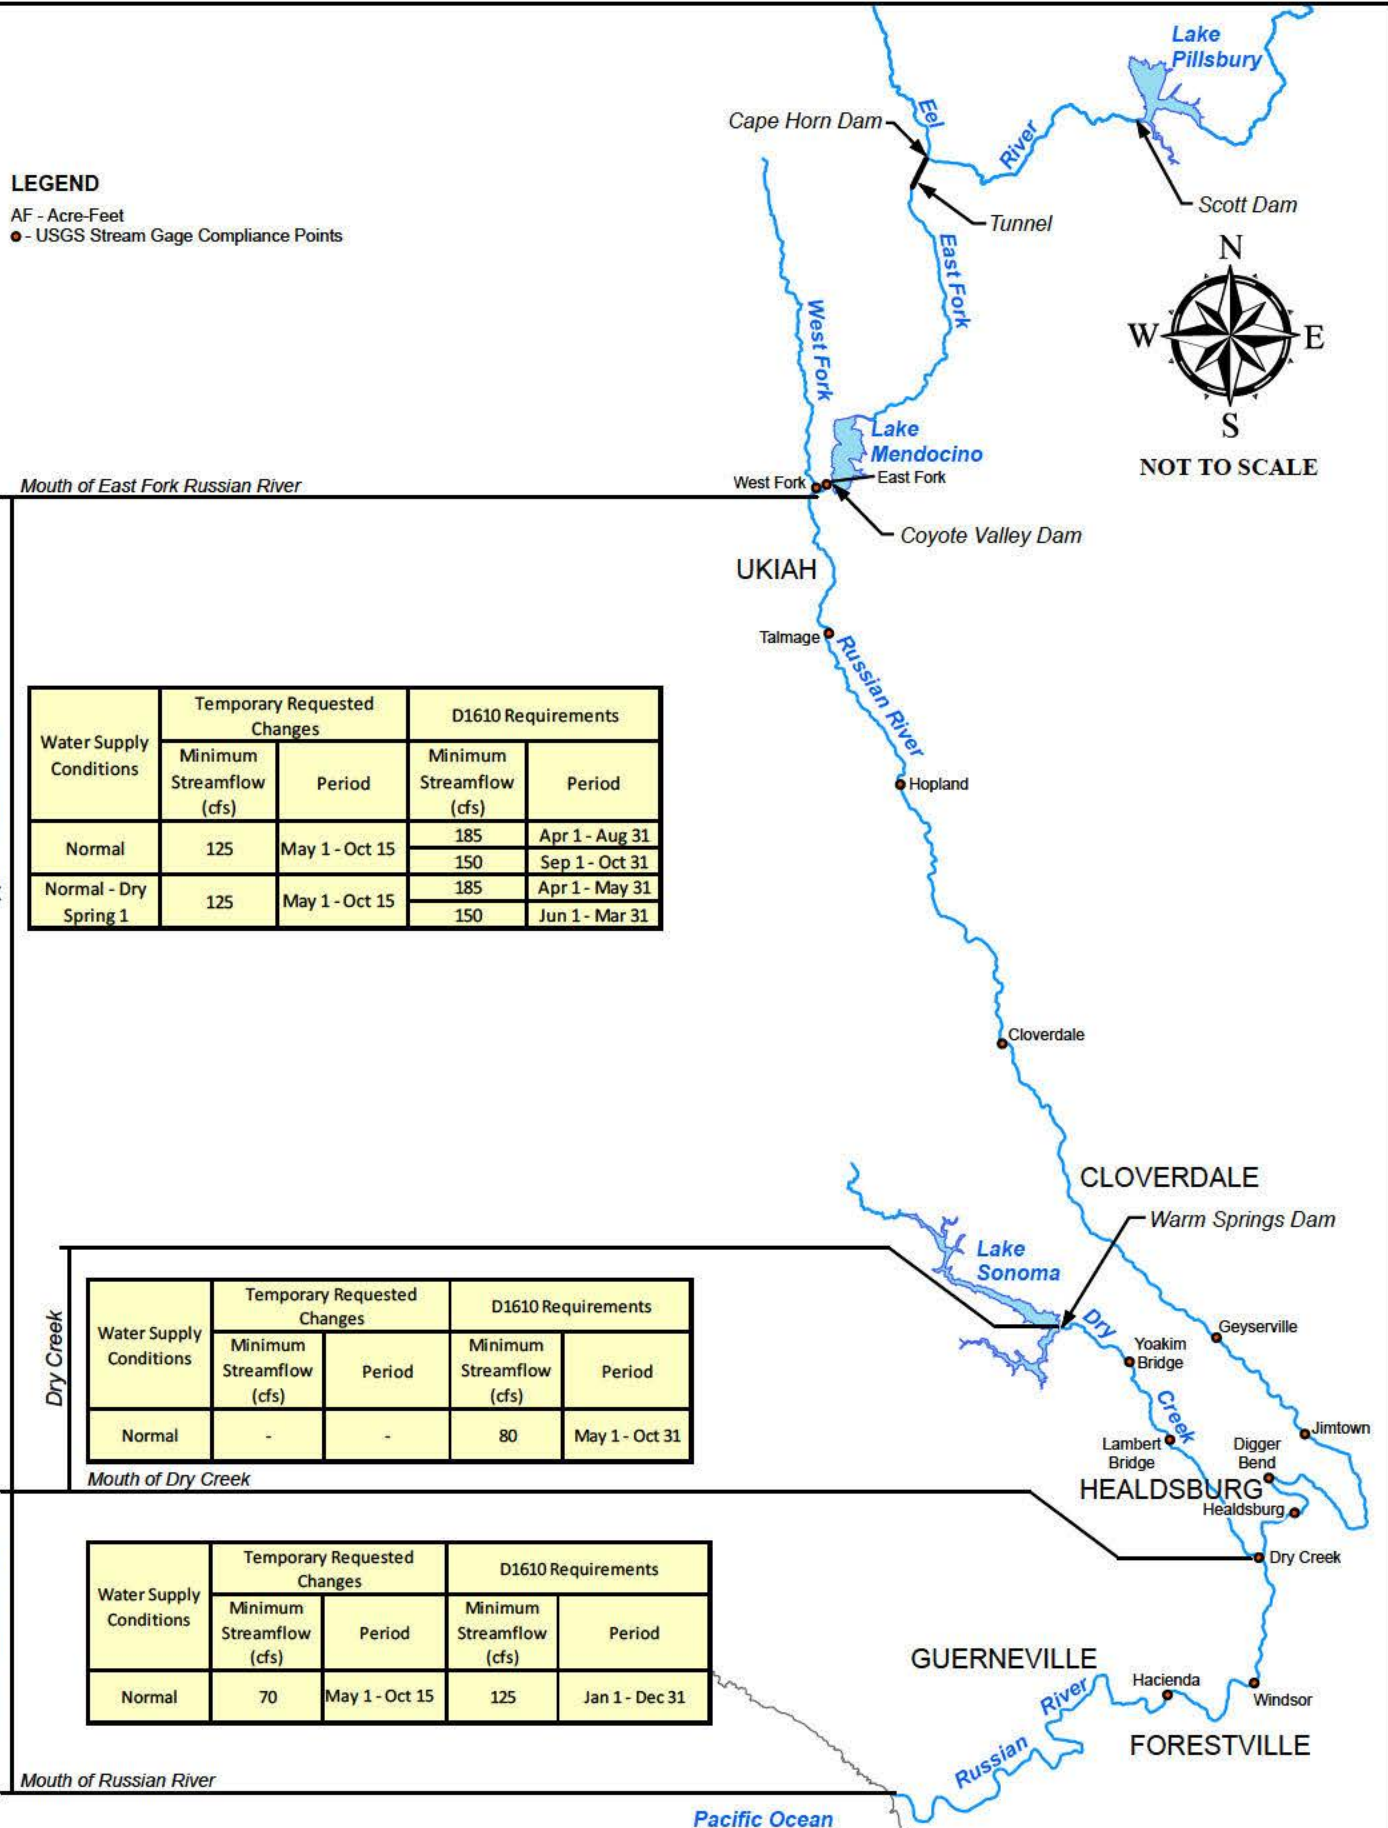 Lake
Pillsbury
Cape Horn Dam
Eel
River
LEGEND
AF - Acre-Feet
- USGS Stream Gage Compliance Points
Scott Dam
Tunnel
East Fork
N
W
E
S
NOT TO SCALE
West Fork
Lake
Mendocino
Mouth of East Fork Russian River
West Fork
East Fork
Coyote Valley Dam
UKIAH
Talmage
Russian River
Hopland
Water Supply
Conditions
Temporary Requested
Changes
D1610 Requirements
Minimum
Streamflow
(cfs)
Period
Minimum
Streamflow
(cfs)
Period
Normal
125
May 1 - Oct 15
185
Apr 1 - Aug 31
150
Sep 1 - Oct 31
Normal - Dry
Spring 1
125
May 1 - Oct 15
185
Apr 1 - May 31
150
Jun 1 - Mar 31
Cloverdale
CLOVERDALE
Warm Springs Dam
Lake
Sonoma
Dry
Creek
Geyserville
Yoakim
Bridge
Jimtown
Lambert
Bridge
Digger
Bend
HEALDSBURG
Healdsburg
Dry Creek
Dry Creek
Water Supply
Conditions
Temporary Requested
Changes
D1610 Requirements
Minimum
Streamflow
(cfs)
Period
Minimum
Streamflow
(cfs)
Period
Normal
-
-
80
May 1 - Oct 31
Mouth of Dry Creek
Water Supply
Conditions
Temporary Requested
Changes
D1610 Requirements
Minimum
Streamflow
(cfs)
Period
Minimum
Streamflow
(cfs)
Period
Normal
70
May 1 - Oct 15
125
Jan 1 - Dec 31
GUERNEVILLE
Hacienda
Windsor
FORESTVILLE
Russian
River
Mouth of Russian River
Pacific Ocean